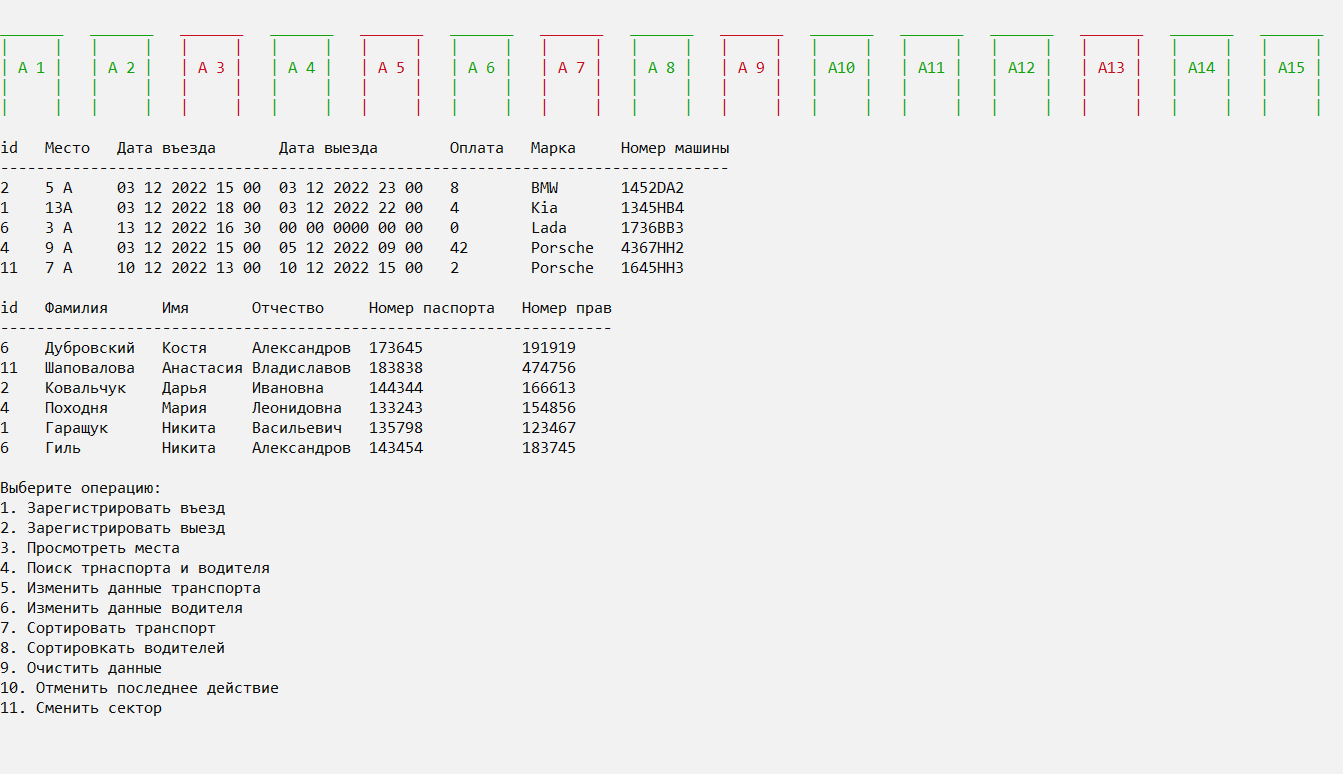 A 1 A 2 A 3 A 4 A 5 A 6 A 7 A 8 A 9 A10 A11 A12 A13 A14 A15
id Место Дата въезда Дата выезда Оплата Марка Номер машины
2 5 A 03 12 2022 15 00 03 12 2022 23 00 8 BMW 1452DA2
1 13A 03 12 2022 18 00 03 12 2022 22 00 4 Kia 1345HB4
6 3 A 13 12 2022 16 30 00 00 0000 00 00 0 Lada 1736BB3
4 9 A 03 12 2022 15 00 05 12 2022 09 00 42 Porsche 4367HH2
11 7 A 10 12 2022 13 00 10 12 2022 15 00 2 Porsche 1645HH3
id Фамилия Имя Отчество Номер паспорта Номер прав
6 Дубровский Костя Александров 173645 191919
11 Шаповалова Анастасия Владиславов 183838 474756
2 Ковальчук Дарья Ивановна 144344 166613
4 Походня Мария Леонидовна 133243 154856
1 Гаращук Никита Васильевич 135798 123467
6 Гиль Никита Александров 143454 183745
Выберите операцию:
1. Зарегистрировать въезд
2. Зарегистрировать выезд
3. Просмотреть места
4. Поиск трнаспорта и водителя
5. Изменить данные транспорта
6. Изменить данные водителя
7. Сортировать транспорт
8. Сортировкать водителей
9. Очистить данные
10. Отменить последнее действие
11. Сменить сектор